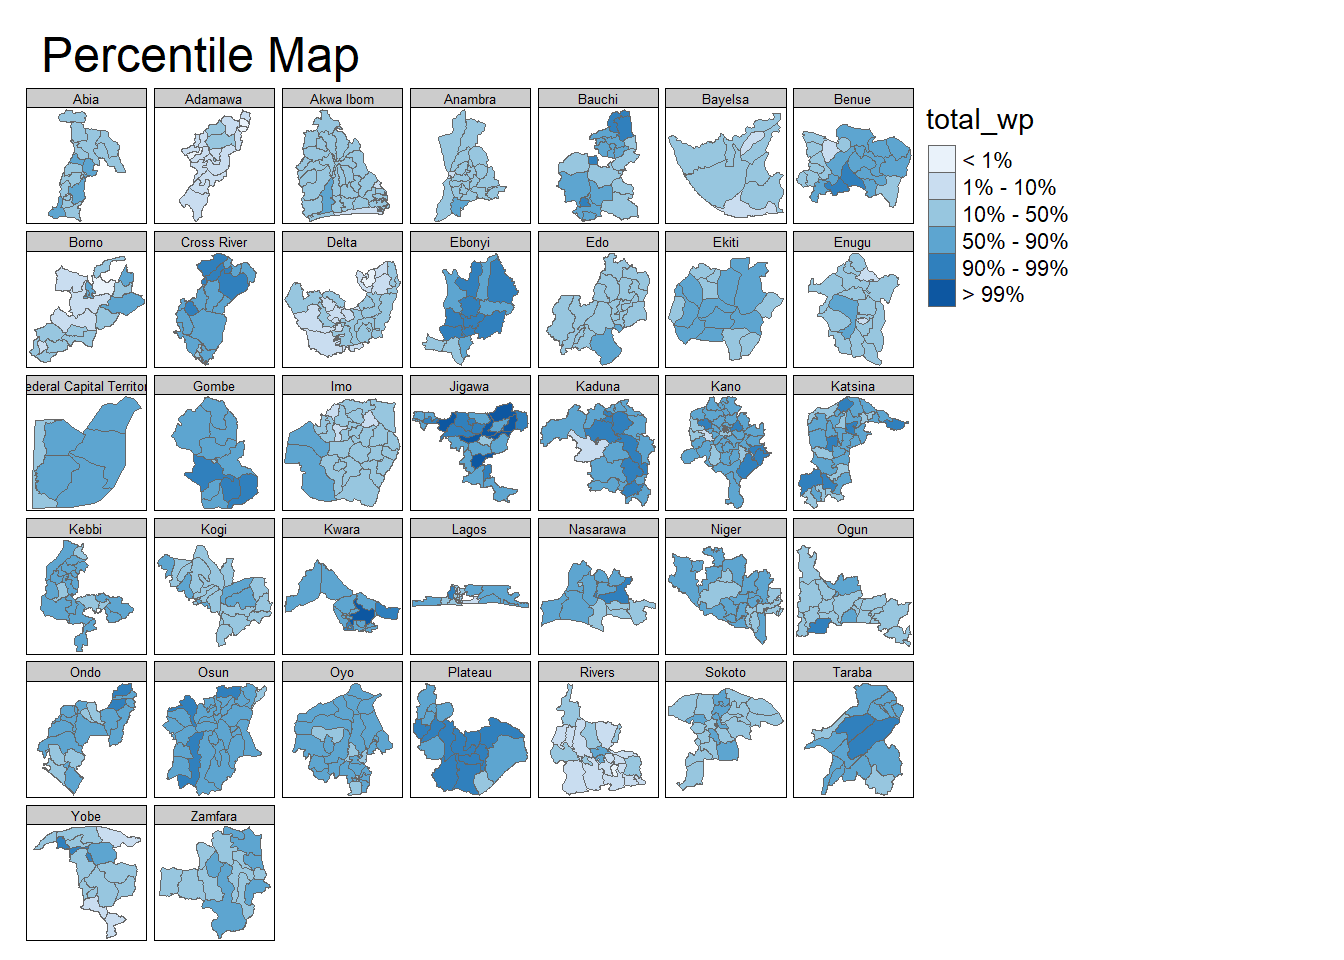 Percentile Map
Abia
Adamawa
Akwa Ibom
Anambra
Bauchi
Bayelsa
Benue
total_wp
< 1%
1% - 10%
10% - 50%
50% - 90%
90% - 99%
> 99%
Borno
Cross River
Delta
Ebonyi
Edo
Ekiti
Enugu
ederal Capital Territor
Gombe
Imo
Jigawa
Kaduna
Kano
Katsina
Kebbi
Kogi
Kwara
Lagos
Nasarawa
Niger
Ogun
Ondo
Osun
Oyo
Plateau
Rivers
Sokoto
Taraba
Yobe
Zamfara